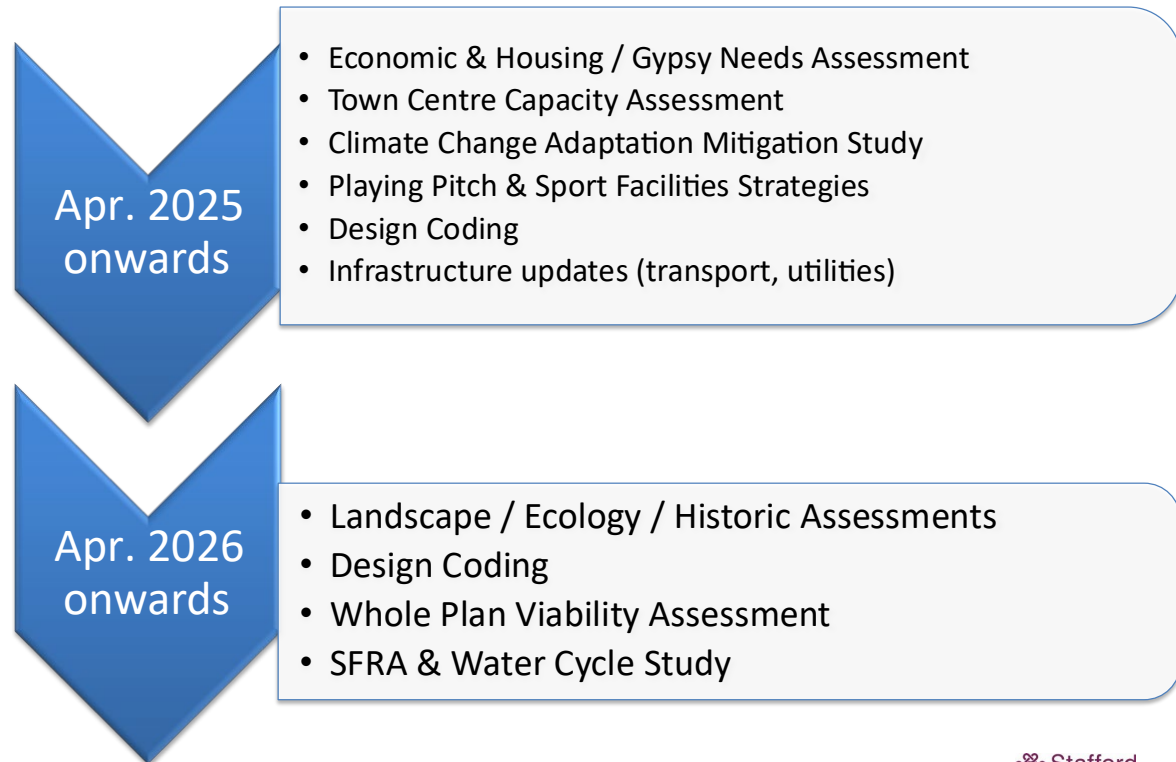 Apr. 2025
onwards
• Economic & Housing / Gypsy Needs Assessment
• Town Centre Capacity Assessment
• Climate Change Adaptation Mitigation Study
• Playing Pitch & Sport Facilities Strategies
• Design Coding
• Infrastructure updates (transport, utilities)
Apr. 2026
onwards
• Landscape / Ecology / Historic Assessments
• Design Coding
• Whole Plan Viability Assessment
• SFRA & Water Cycle Study
Stafford